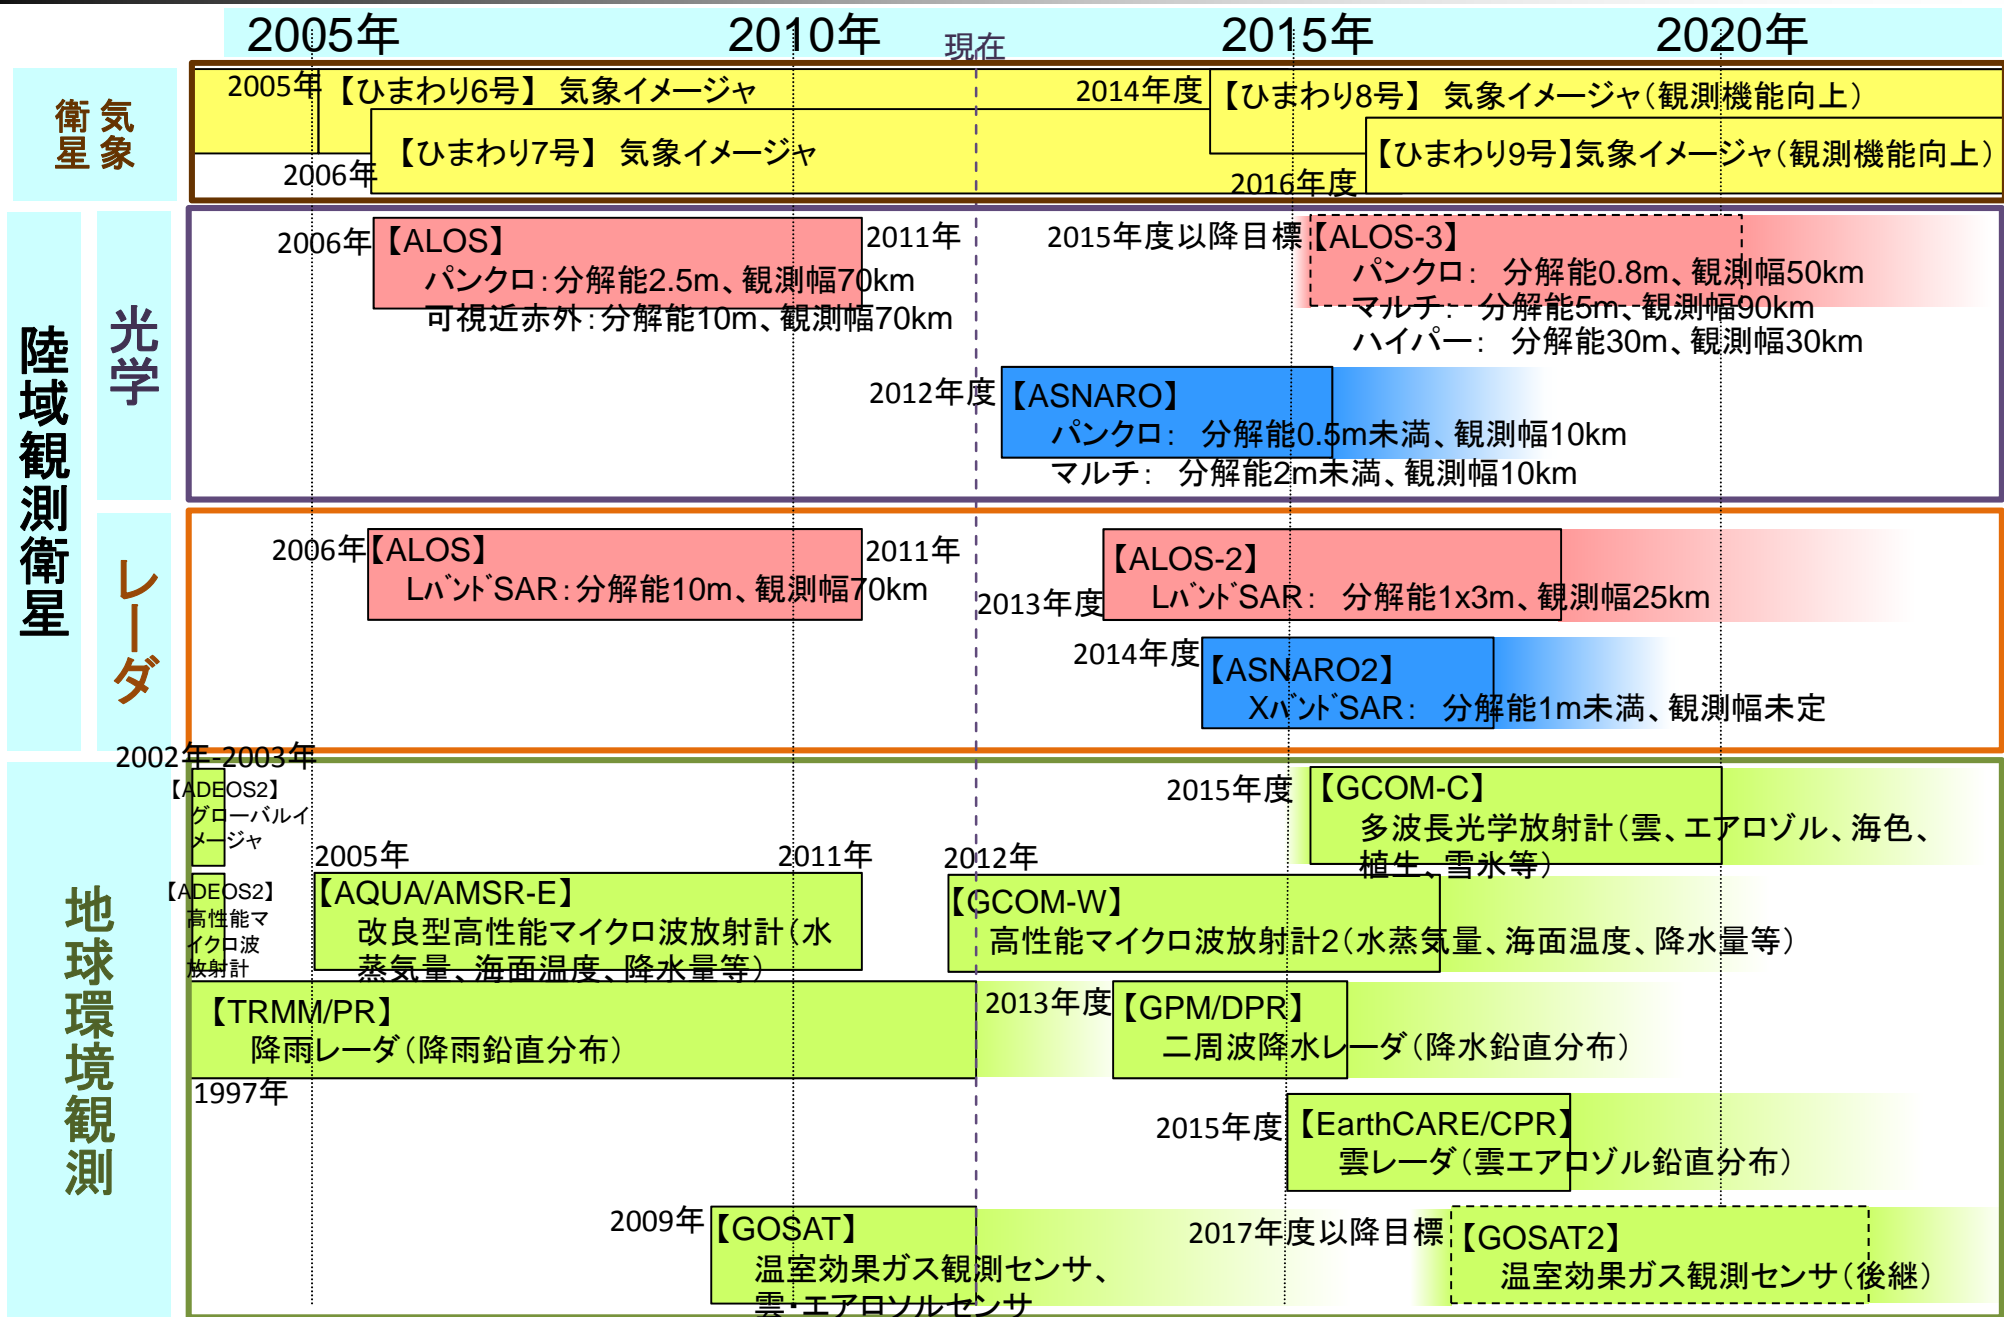 2005年
2010年
現在
2015年
2020年
気象
衛星
2005年
【ひまわり6号】 気象イメージャ
2014年度
【ひまわり8号】 気象イメージャ(観測機能向上)
2006年
【ひまわり7号】 気象イメージャ
2016年度
【ひまわり9号】気象イメージャ(観測機能向上)
陸域観測衛星
光学
2006年
【ALOS】
2011年
パンクロ:分解能2.5m、観測幅70km
可視近赤外:分解能10m、観測幅70km
2015年度以降目標
【ALOS-3】
パンクロ: 分解能0.8m、観測幅50km
マルチ: 分解能5m、観測幅90km
ハイパー: 分解能30m、観測幅30km
2012年度
【ASNARO】
パンクロ: 分解能0.5m未満、観測幅10km
マルチ: 分解能2m未満、観測幅10km
レーダ
2006年
【ALOS】
2011年
Lバンド゙SAR:分解能10m、観測幅70km
2013年度
【ALOS-2】
Lバンド゙SAR: 分解能1x3m、観測幅25km
2014年度
【ASNARO2】
Xバンド゙SAR: 分解能1m未満、観測幅未定
地球環境観測
2002年-2003年
【ADEOS2】
グローバルイ
メージャ
2015年度
【GCOM-C】
多波長光学放射計(雲、エアロゾル、海色、
植生、雪氷等)
【ADEOS2】
高性能マ
イクロ波
放射計
2005年
2011年
【AQUA/AMSR-E】
改良型高性能マイクロ波放射計(水
蒸気量、海面温度、降水量等)
2012年
【GCOM-W】
高性能マイクロ波放射計2(水蒸気量、海面温度、降水量等)
【TRMM/PR】
降雨レーダ(降雨鉛直分布)
1997年
2013年度
【GPM/DPR】
二周波降水レーダ(降水鉛直分布)
2015年度
【EarthCARE/CPR】
雲レーダ(雲エアロゾル鉛直分布)
2009年
【GOSAT】
温室効果ガス観測センサ、
雲・エアロソルセンサ
2017年度以降目標
【GOSAT2】
温室効果ガス観測センサ(後継)